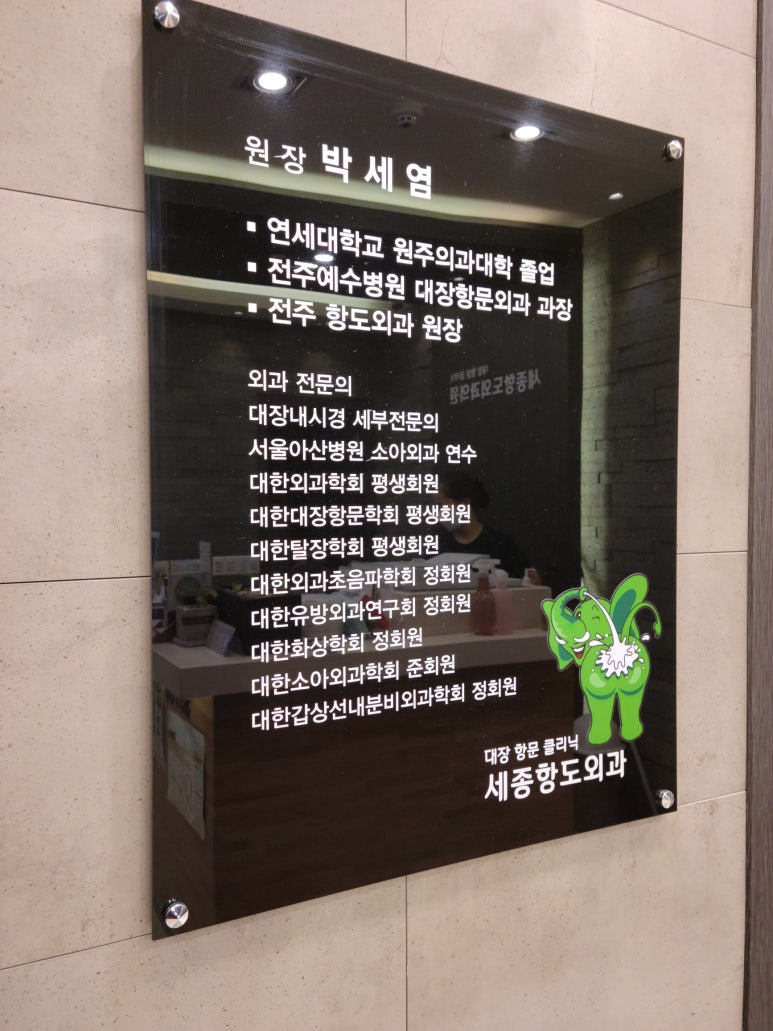 원장 박세염
▪ 연세대학교 원주의과대학 졸업
▪ 전주예수병원 대장항문외과 과장
▪ 전주 항도외과 원장
외과 전문의
대장내시경 세부전문의
서울아산병원 소아외과 연수
대한외과학회 평생회원
대한대장항문학회 평생회원
대한탈장학회 평생회원
대한외과초음파학회 정회원
대한유방외과연구회 정회원
대한화상학회 정회원
대한소아외과학회 준회원
대한갑상선내분비외과학회 정회원
대장 항문 클리닉
세종항도외과
세종항도외과의원